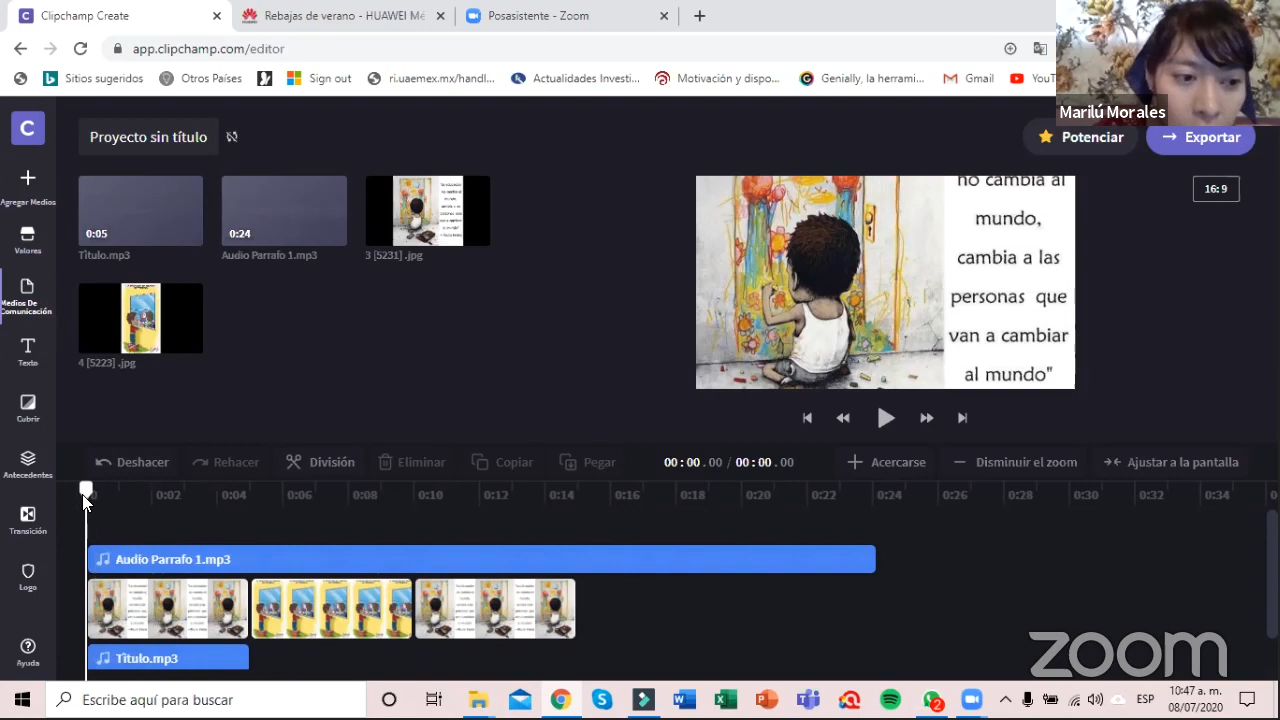 Clipchamp Create
Rebajas de verano - HUAWEI Mé
Posasistente - Zoom
app.clipchamp.com/editor
Sitios sugeridos
Otros Países
Sign out
ri.uaemex.mx/handl...
Actualidades Investi...
Motivación y dispo...
Genially, la herrami...
Gmail
YouT
Marilú Morales
C
Proyecto sin título
Potenciar
Exportar
Agregar Medios
Valores
Medios De
Comunicación
Texto
Cubrir
Antecedentes
Transición
Logo
Ayuda
0:05
Titulo.mp3
0:24
Audio Parrafo 1.mp3
3 [5231] .jpg
4 [5223] .jpg
16:9
no cambia al
mundo,
cambia a las
personas que
van a cambiar
al mundo"
Deshacer
Rehacer
División
Eliminar
Copiar
Pegar
00:00.00 / 00:00.00
Acercarse
Disminuir el zoom
Ajustar a la pantalla
0:02 0:04 0:06 0:08 0:10 0:12 0:14 0:16 0:18 0:20 0:22 0:24 0:26 0:28 0:30 0:32 0:34
Audio Parrafo 1.mp3
Titulo.mp3
zoom
Escribe aquí para buscar
2
ESP
10:47 a. m.
08/07/2020